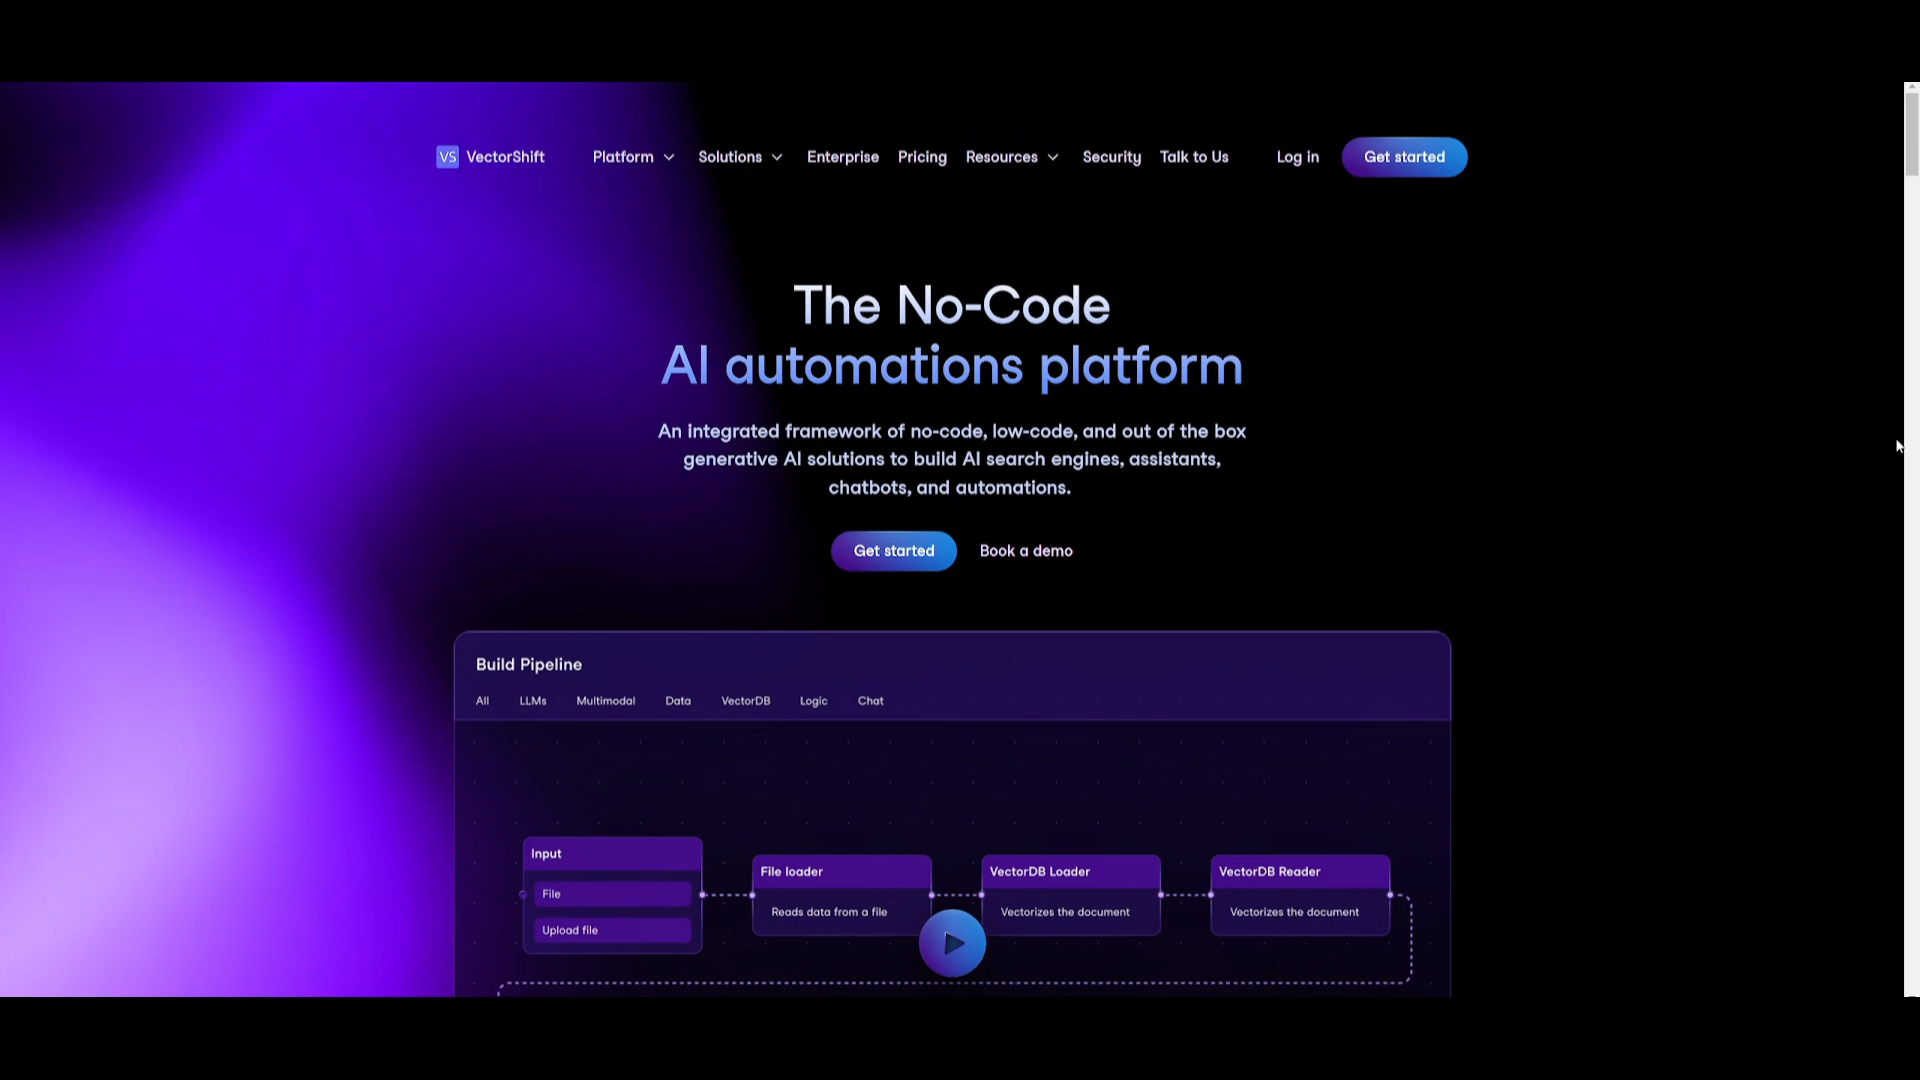 VS VectorShift Platform Solutions Enterprise Pricing Resources Security Talk to Us Log in Get started
The No-Code
AI automations platform
An integrated framework of no-code, low-code, and out of the box
generative AI solutions to build AI search engines, assistants,
chatbots, and automations.
Get started Book a demo
Build Pipeline
All LLMs Multimodal Data VectorDB Logic Chat
Input
File
Upload file
File loader
Reads data from a file
VectorDB Loader
Vectorizes the document
VectorDB Reader
Vectorizes the document